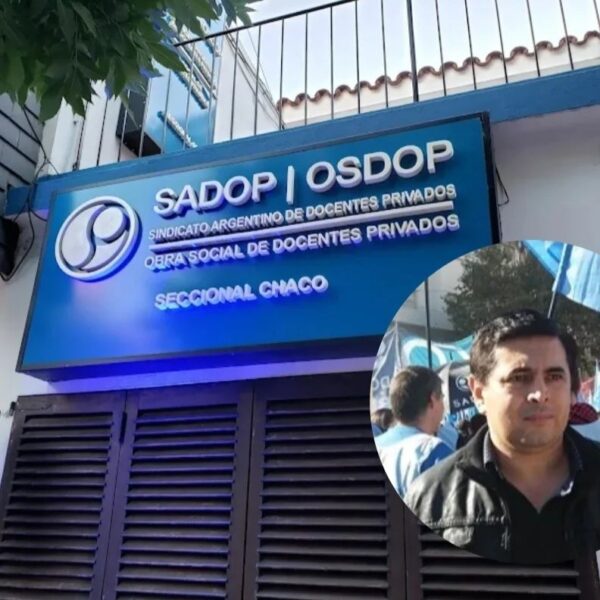 SADOP | OSDOP
SINDICATO ARGENTINO DE DOCENTES PRIVADOS
OBRA SOCIAL DE DOCENTES PRIVADOS
SECCIONAL CHACO